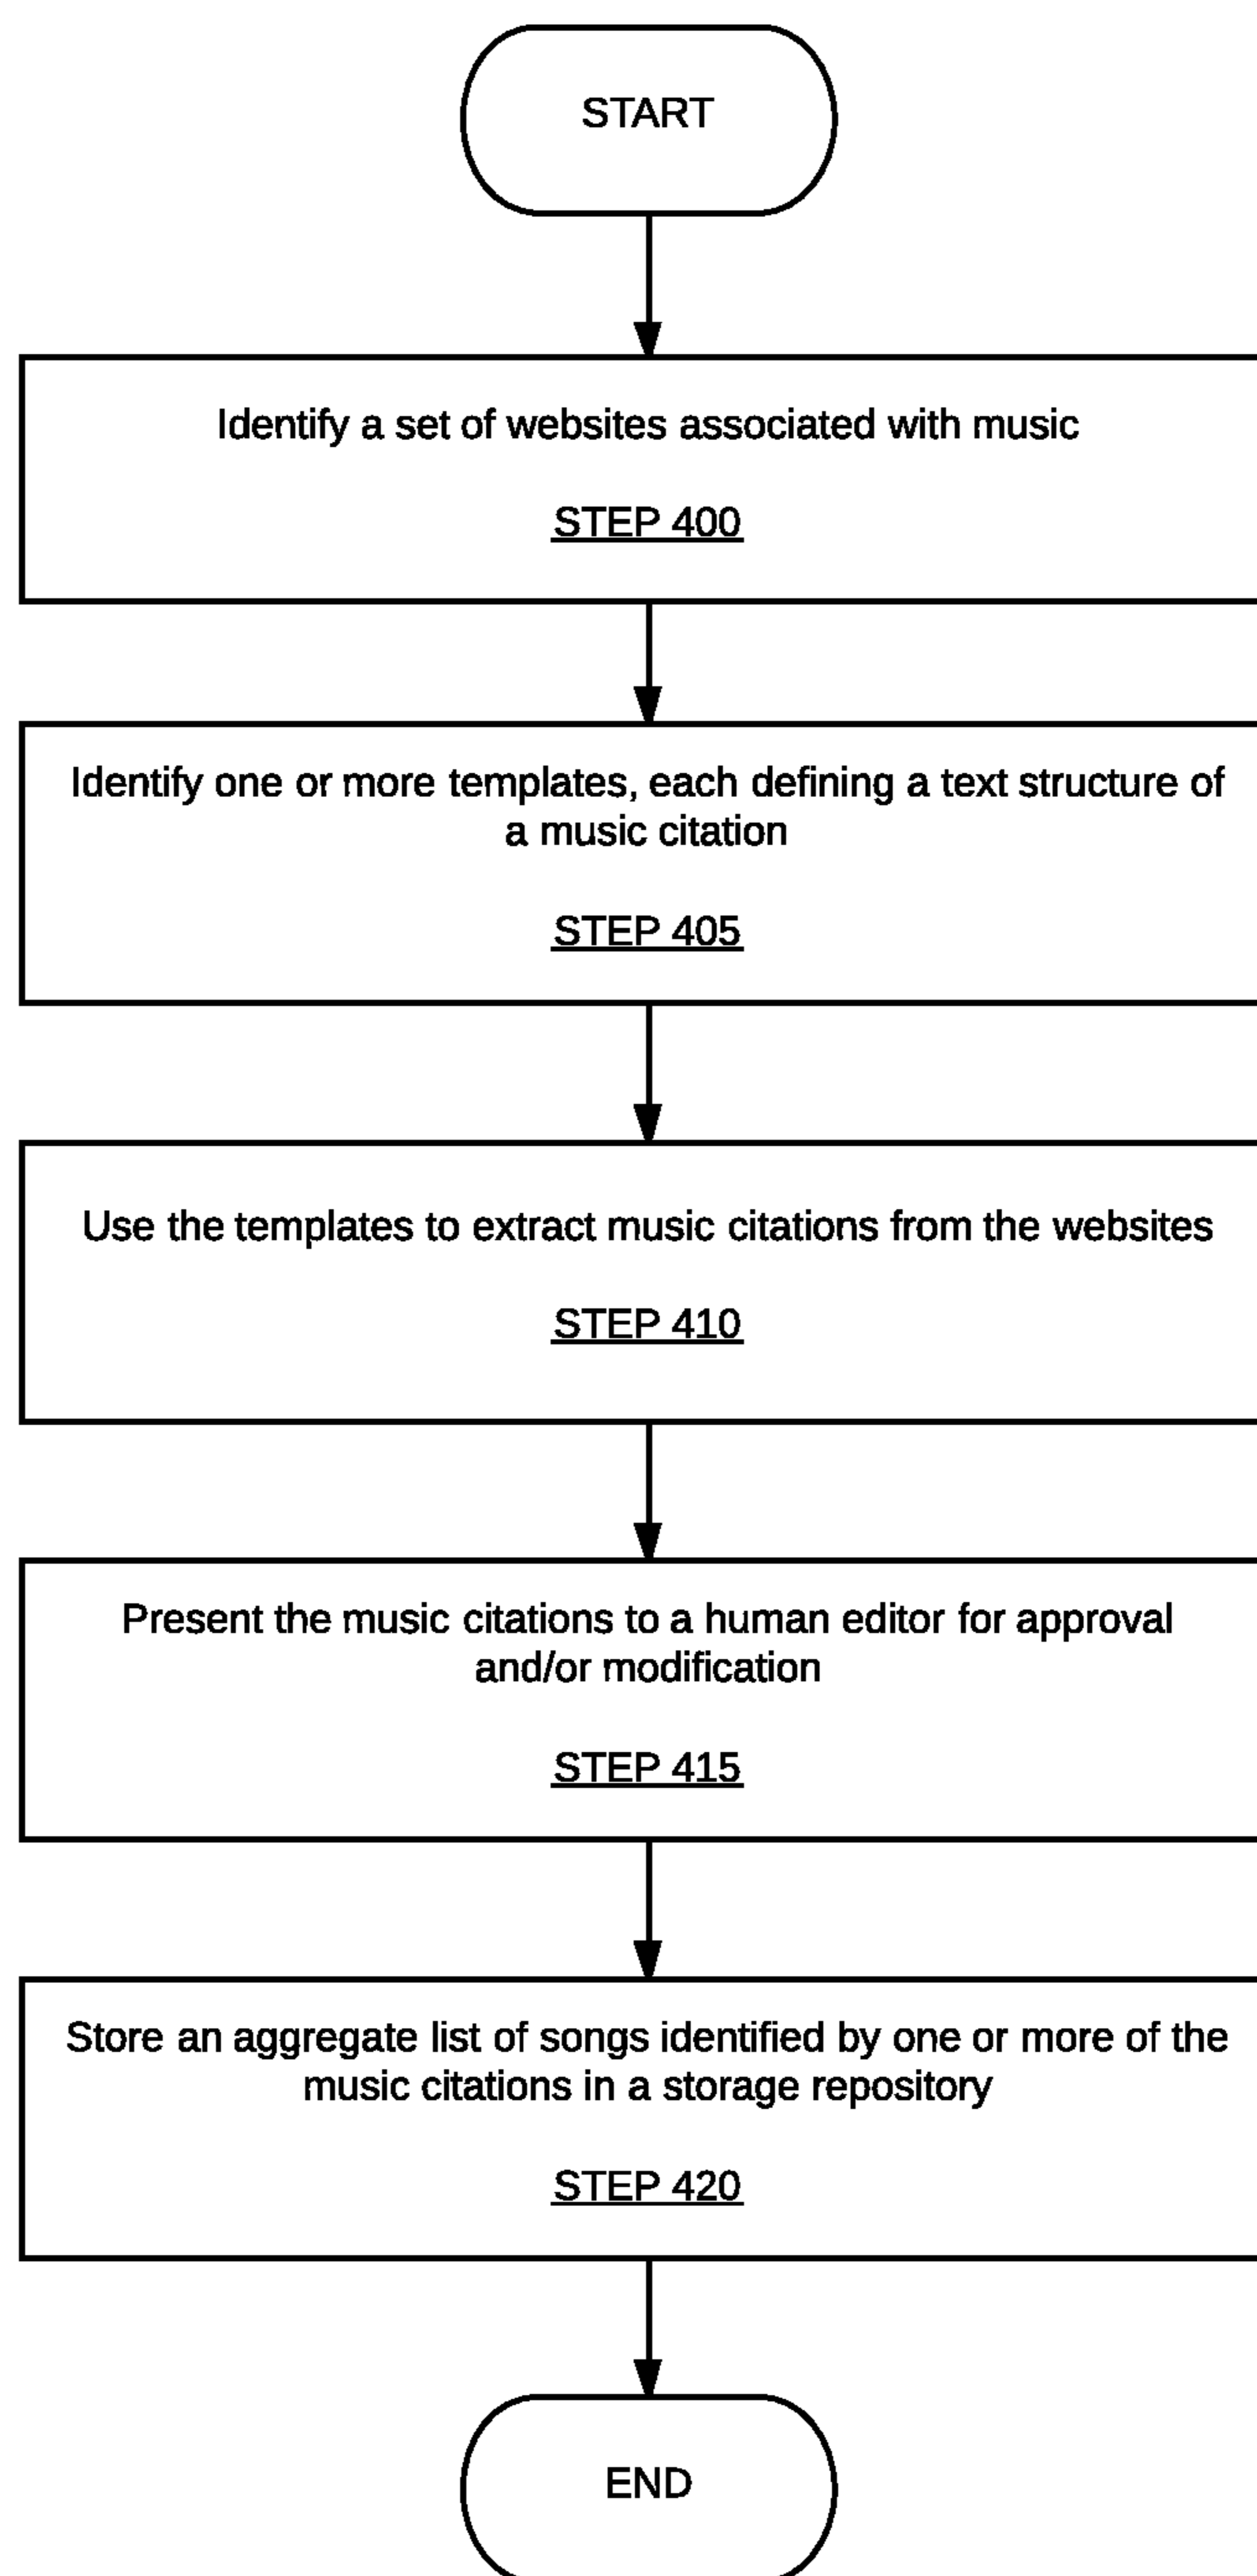 START
Identify a set of websites associated with music
STEP 400
Identify one or more templates, each defining a text structure of
a music citation
STEP 405
Use the templates to extract music citations from the websites
STEP 410
Present the music citations to a human editor for approval
and/or modification
STEP 415
Store an aggregate list of songs identified by one or more of the
music citations in a storage repository
STEP 420
END